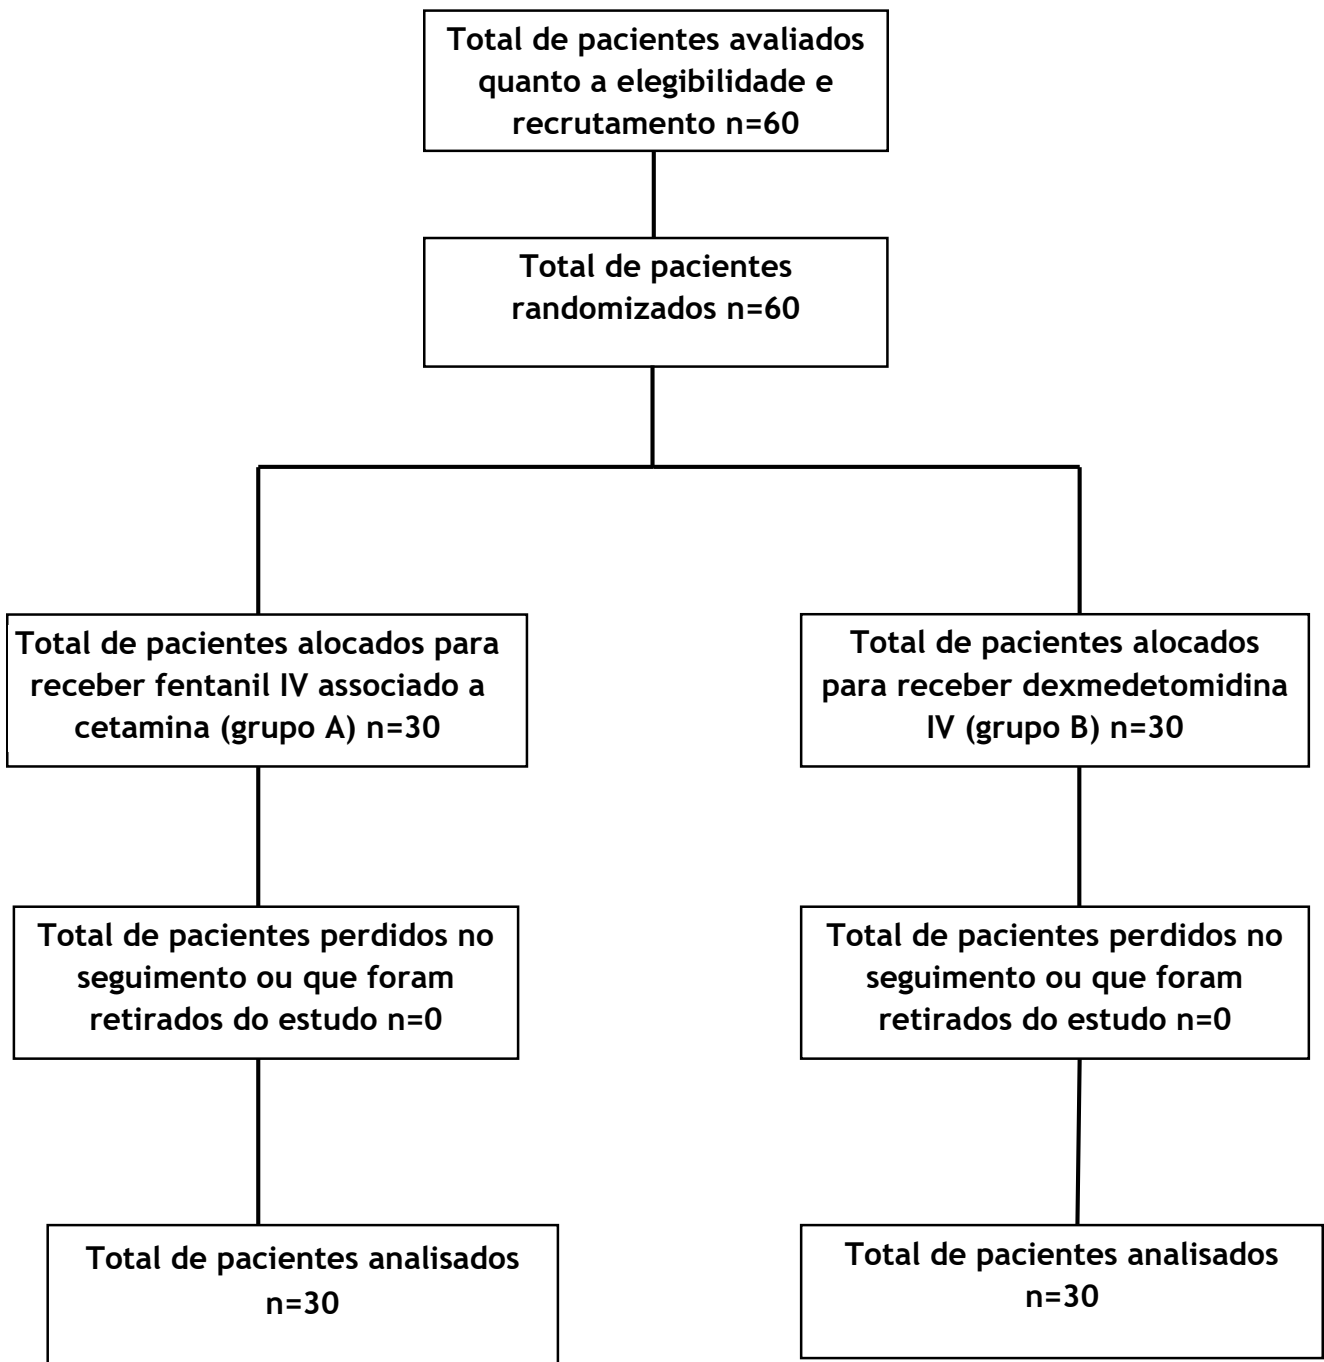 Total de pacientes avaliados
quanto a elegibilidade e
recrutamento n=60
Total de pacientes
randomizados n=60
Total de pacientes alocados para
receber fentanil IV associado a
cetamina (grupo A) n=30
Total de pacientes alocados
para receber dexmedetomidina
IV (grupo B) n=30
Total de pacientes perdidos no
seguimento ou que foram
retirados do estudo n=0
Total de pacientes perdidos no
seguimento ou que foram
retirados do estudo n=0
Total de pacientes analisados
n=30
Total de pacientes analisados
n=30